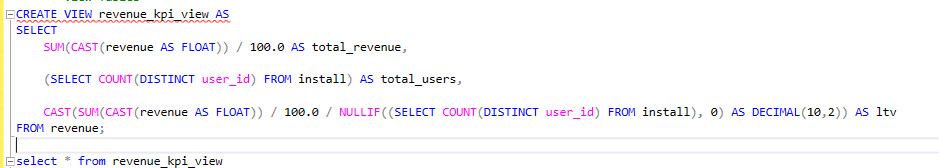 CREATE VIEW revenue_kpi_view AS
SELECT
SUM(CAST(revenue AS FLOAT)) / 100.0 AS total_revenue,
(SELECT COUNT(DISTINCT user_id) FROM install) AS total_users,
CAST(SUM(CAST(revenue AS FLOAT)) / 100.0 / NULLIF((SELECT COUNT(DISTINCT user_id) FROM install), 0) AS DECIMAL(10,2)) AS ltv
FROM revenue;
select * from revenue_kpi_view